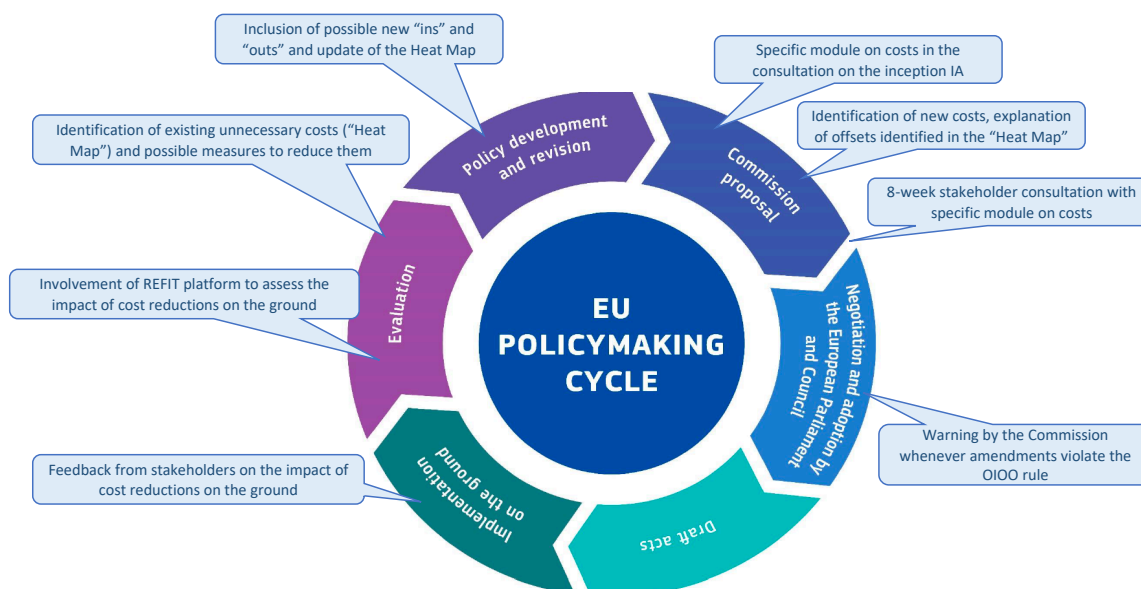 Inclusion of possible new “ins” and
“outs” and update of the Heat Map
Specific module on costs in the
consultation on the inception IA
Identification of existing unnecessary costs (“Heat
Map”) and possible measures to reduce them
Policy development
and revision
Commission
proposal
Identification of new costs, explanation
of offsets identified in the “Heat Map”
8-week stakeholder consultation with
specific module on costs
Involvement of REFIT platform to assess the
impact of cost reductions on the ground
Evaluation
EU
POLICYMAKING
CYCLE
Negotiation and adoption by
the European Parliament
and Council
Warning by the Commission
whenever amendments violate the
OIOO rule
Feedback from stakeholders on the impact of
cost reductions on the ground
Implementation
on the ground
Draft acts